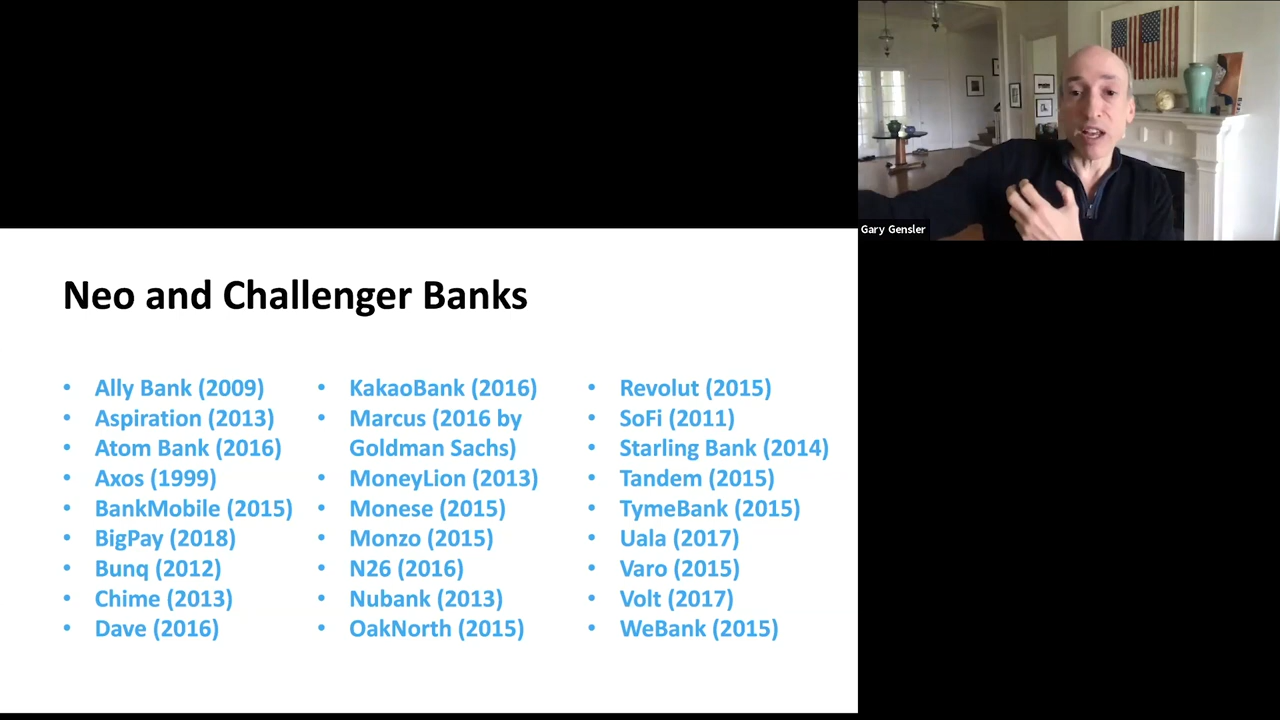 Gary Gensler
Neo and Challenger Banks
• Ally Bank (2009)
• Aspiration (2013)
• Atom Bank (2016)
• Axos (1999)
• BankMobile (2015)
• BigPay (2018)
• Bunq (2012)
• Chime (2013)
• Dave (2016)
• KakaoBank (2016)
• Marcus (2016 by
Goldman Sachs)
• MoneyLion (2013)
• Monese (2015)
• Monzo (2015)
• N26 (2016)
• Nubank (2013)
• OakNorth (2015)
• Revolut (2015)
• SoFi (2011)
• Starling Bank (2014)
• Tandem (2015)
• TymeBank (2015)
• Uala (2017)
• Varo (2015)
• Volt (2017)
• WeBank (2015)